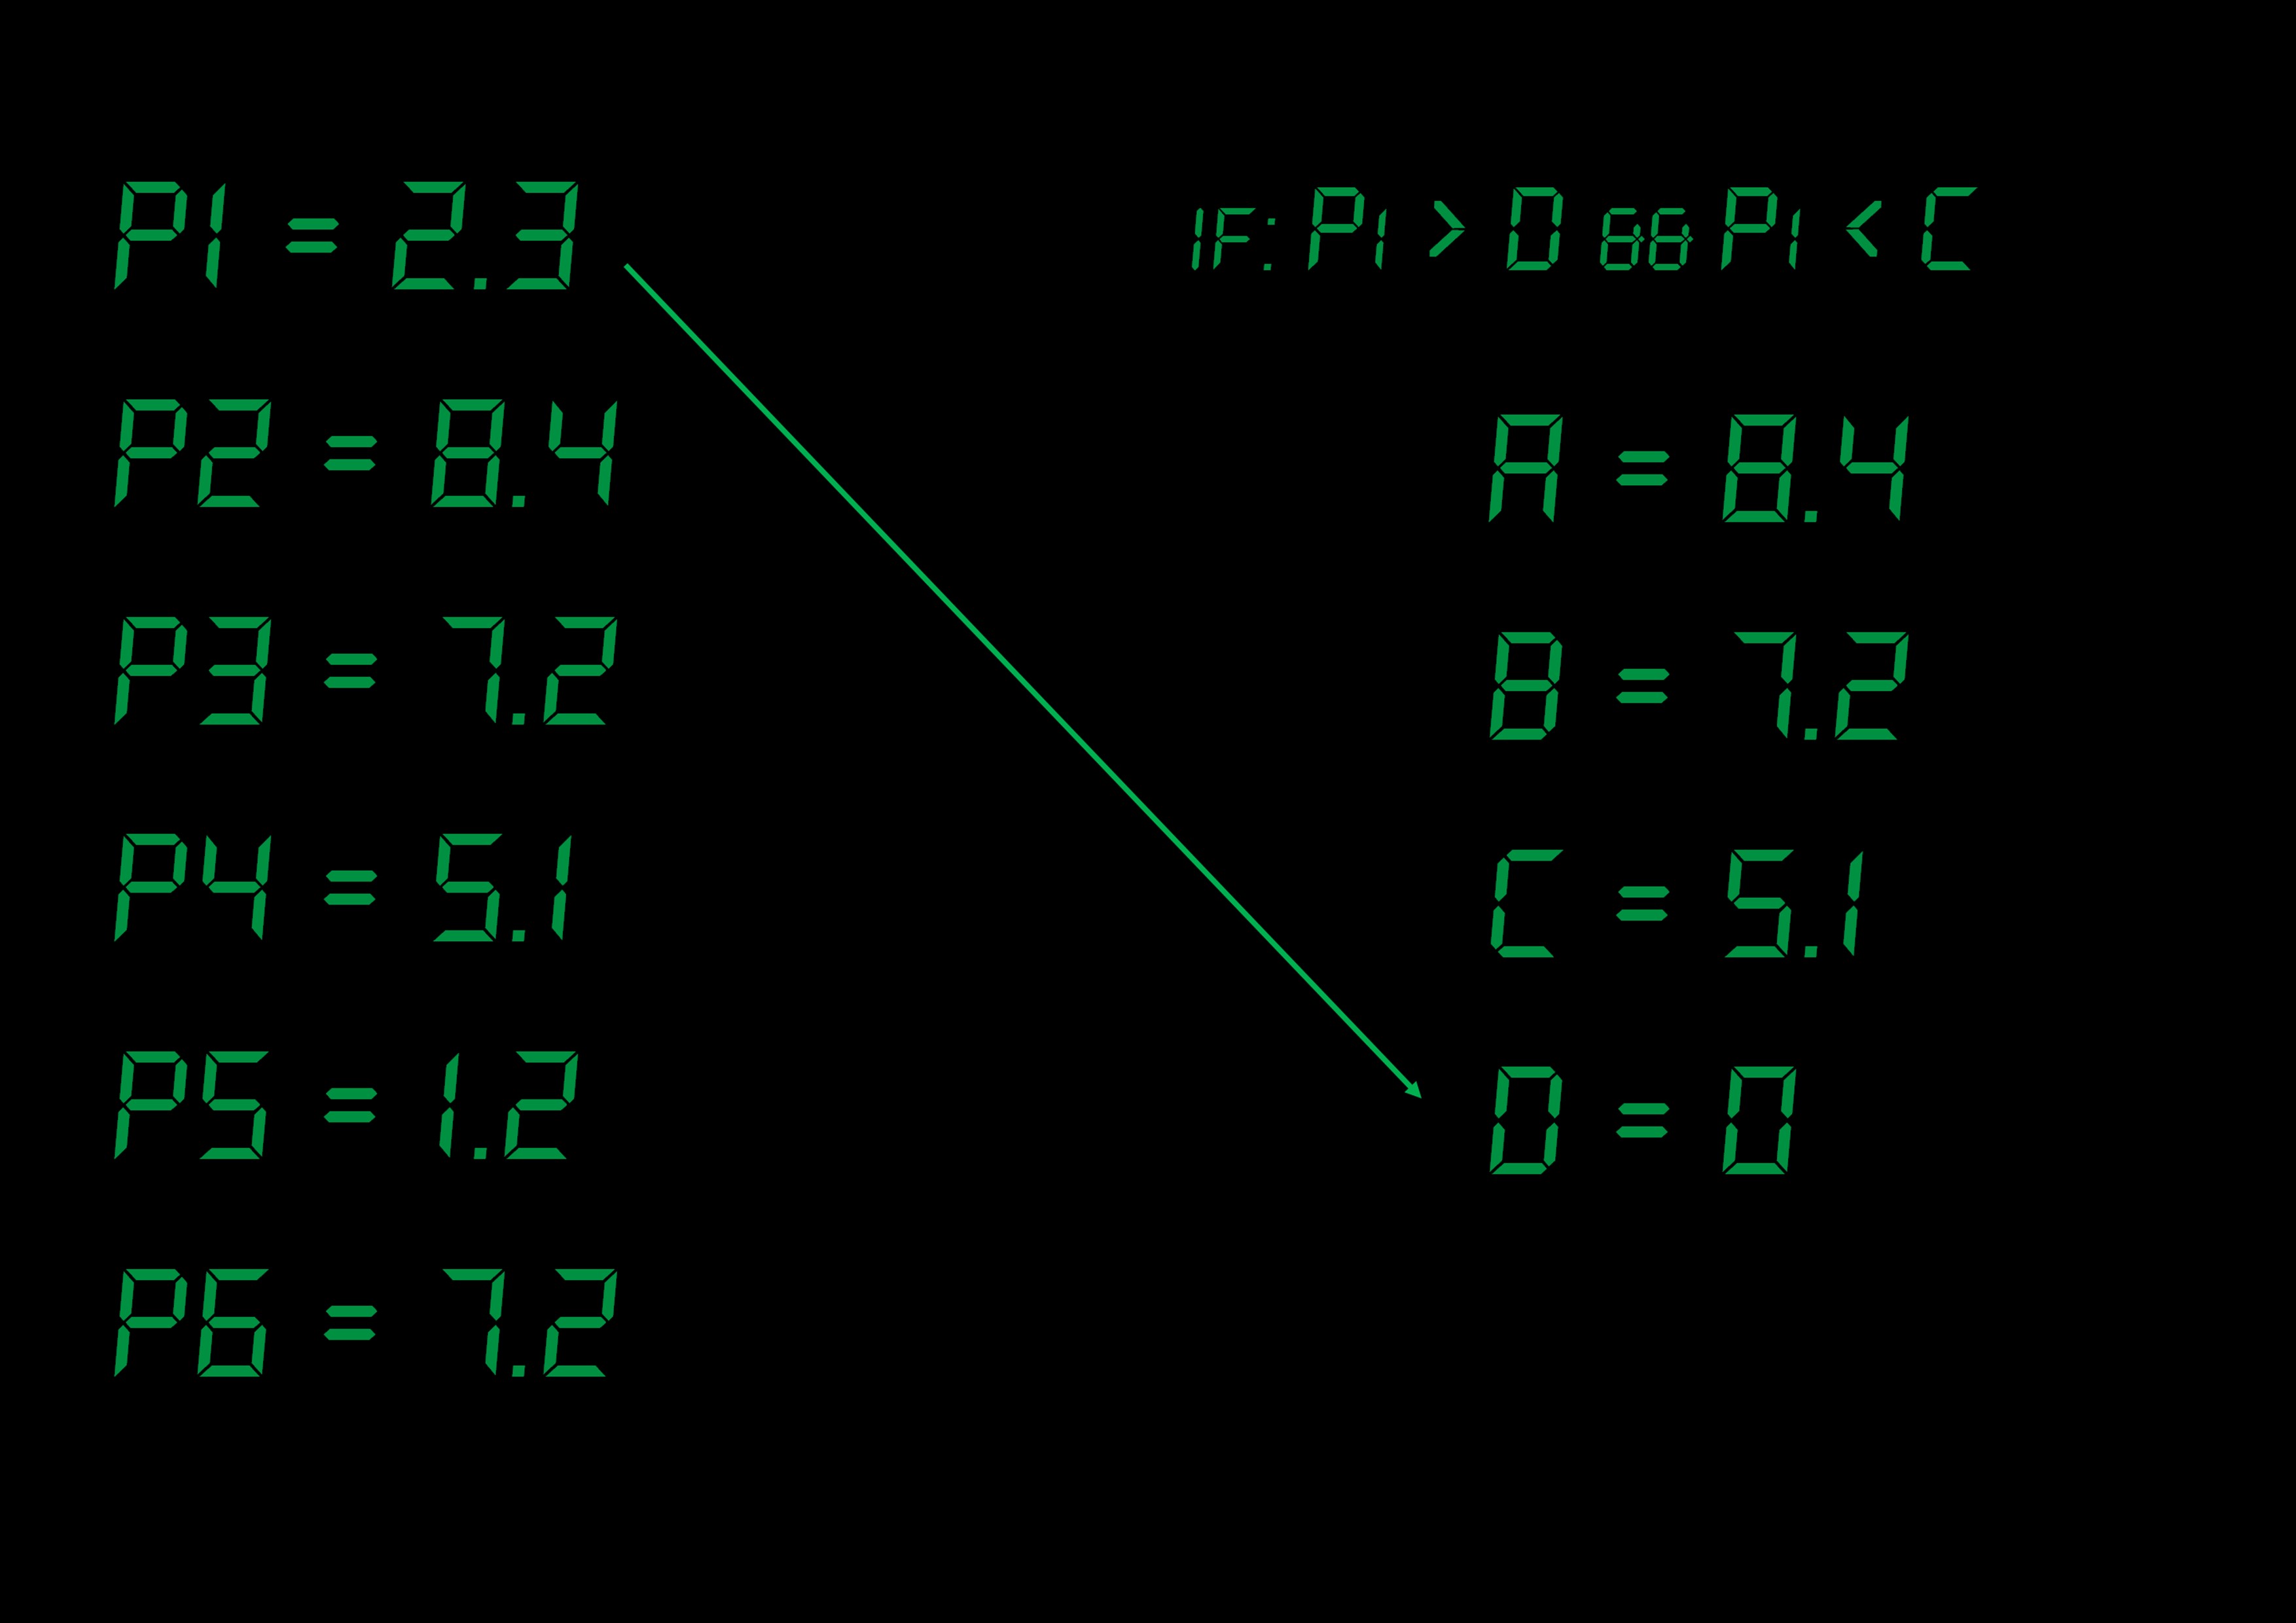 P1 = 2.3
P2 = 8.4
P3 = 7.2
P4 = 5.1
P5 = 1.2
P6 = 7.2
IF: P1 > D && P1 < C
A = 8.4
B = 7.2
C = 5.1
D = 0